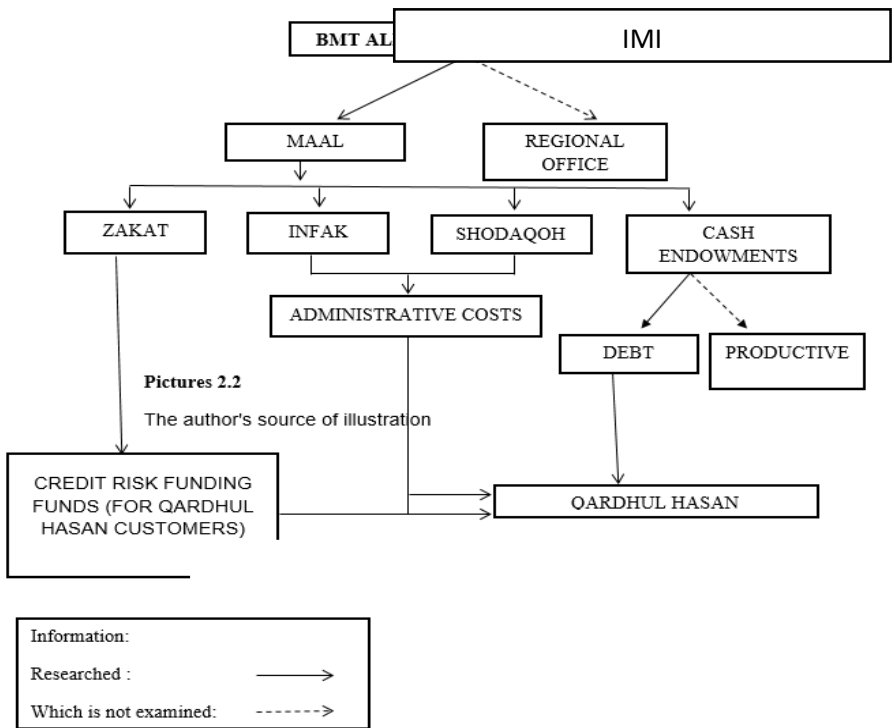 BMT AL
IMI
MAAL
REGIONAL
OFFICE
ZAKAT
INFAK
SHODAQOH
CASH
ENDOWMENTS
ADMINISTRATIVE COSTS
DEBT
PRODUCTIVE
Pictures 2.2
The author's source of illustration
CREDIT RISK FUNDING
FUNDS (FOR QARDHUL
HASAN CUSTOMERS)
QARDHUL HASAN
Information:
Researched :
Which is not examined: